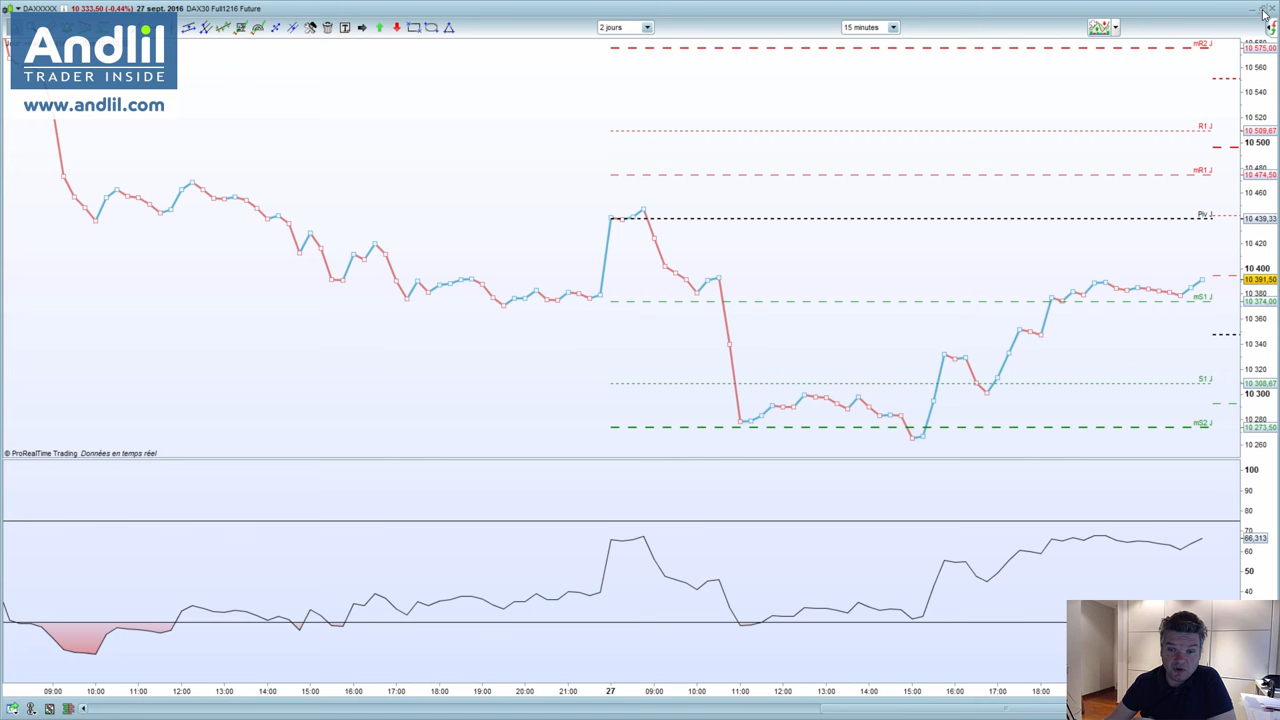 DAXXXXX 10 333,50 (-0,44%) 27 sept. 2016 DAX30 Full1216 Future
2 jours
15 minutes
Andlil
TRADER INSIDE
www.andlil.com
mR2 J
10 575,00
10 560
10 540
10 520
R1 J
10 509,67
10 500
10 480
mR1 J
10 474,50
10 460
Piv J
10 439,33
10 420
10 400
10 391,50
10 380
mS1 J
10 374,00
10 360
10 340
10 320
S1 J
10 308,67
10 300
10 280
mS2 J
10 273,50
10 260
© ProRealTime Trading Données en temps réel
100
90
80
70
66,313
60
50
40
09:00 10:00 11:00 12:00 13:00 14:00 15:00 16:00 17:00 18:00 19:00 20:00 21:00 27 09:00 10:00 11:00 12:00 13:00 14:00 15:00 16:00 17:00 18:00